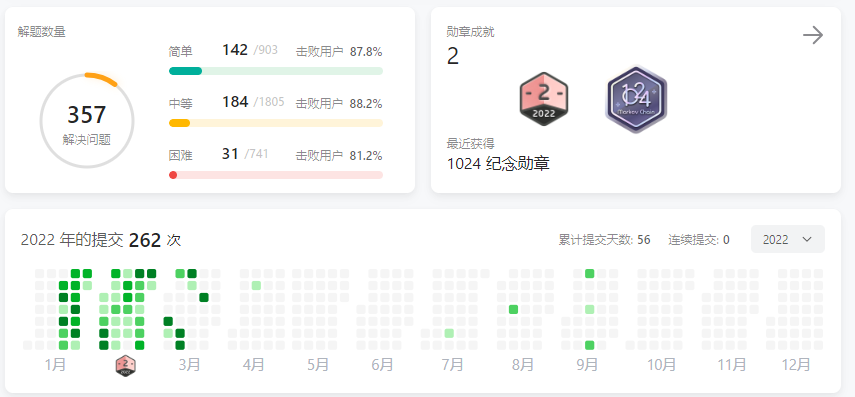 解题数量
357
解决问题
简单 142 /903 击败用户 87.8%
中等 184 /1805 击败用户 88.2%
困难 31 /741 击败用户 81.2%
勋章成就
2
2
2022
1024
Markov Chain
最近获得
1024 纪念勋章
2022 年的提交 262 次 累计提交天数: 56 连续提交: 0 2022
1月 3月 4月 5月 6月 7月 8月 9月 10月 11月 12月
2
2022